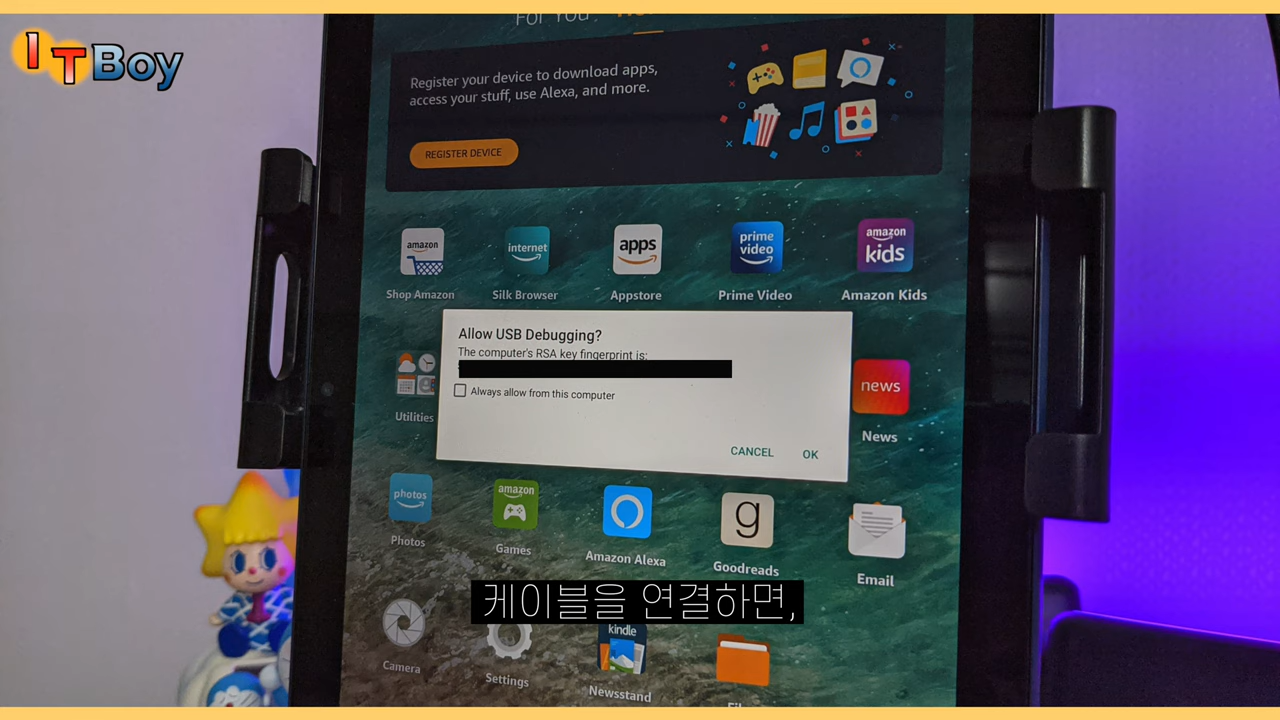 IT Boy
For You
Register your device to download apps,
access your stuff, use Alexa, and more.
REGISTER DEVICE
amazon
internet
apps
prime
video
amazon
kids
Shop Amazon
Silk Browser
Appstore
Prime Video
Amazon Kids
Allow USB Debugging?
The computer's RSA key fingerprint is:
Always allow from this computer
CANCEL
OK
Utilities
news
News
photos
amazon
g
Photos
Games
Amazon Alexa
Goodreads
Email
케이블을 연결하면,
kindle
Camera
Settings
Newsstand